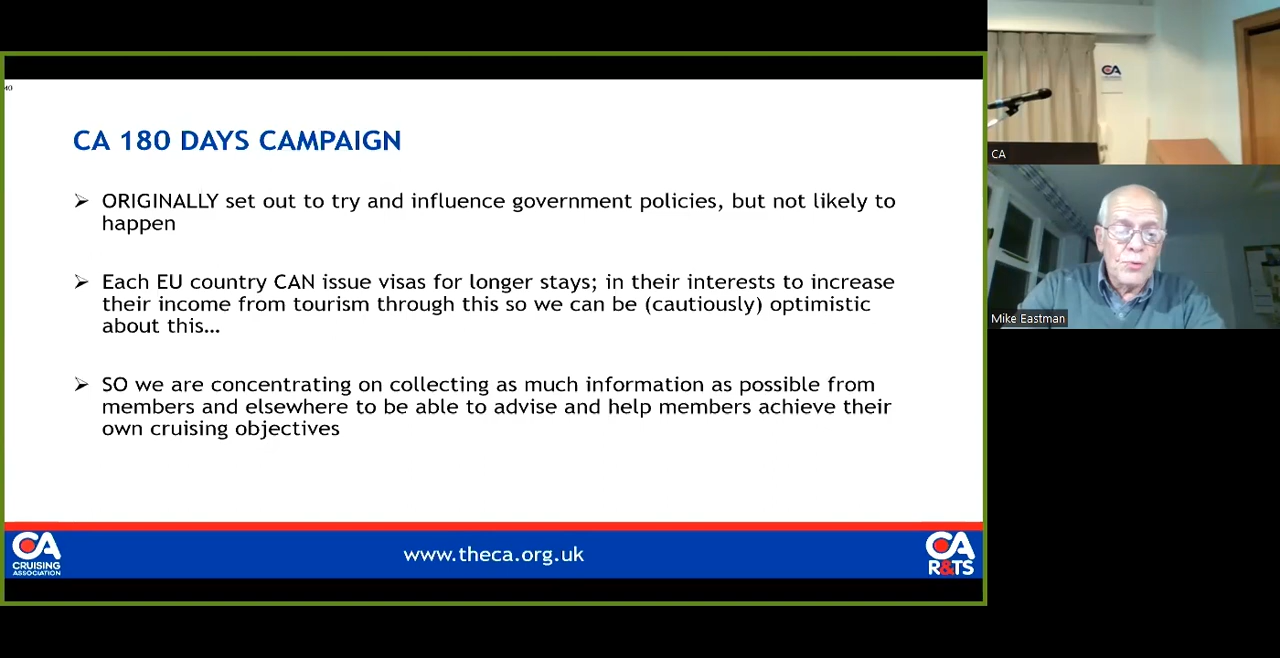 CA 180 DAYS CAMPAIGN
ORIGINALLY set out to try and influence government policies, but not likely to
happen
Each EU country CAN issue visas for longer stays; in their interests to increase
their income from tourism through this so we can be (cautiously) optimistic
about this...
SO we are concentrating on collecting as much information as possible from
members and elsewhere to be able to advise and help members achieve their
own cruising objectives
CA
CRUISING
ASSOCIATION
www.theca.org.uk
CA
R&TS
CA
CA
Mike Eastman